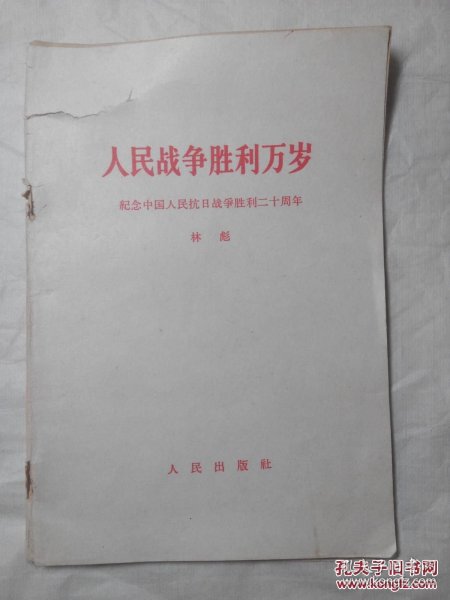 人民战争胜利万岁
紀念中国人民抗日战爭胜利二十周年
林彪
人民出版社
孔夫子旧书网
www.kongfz.com